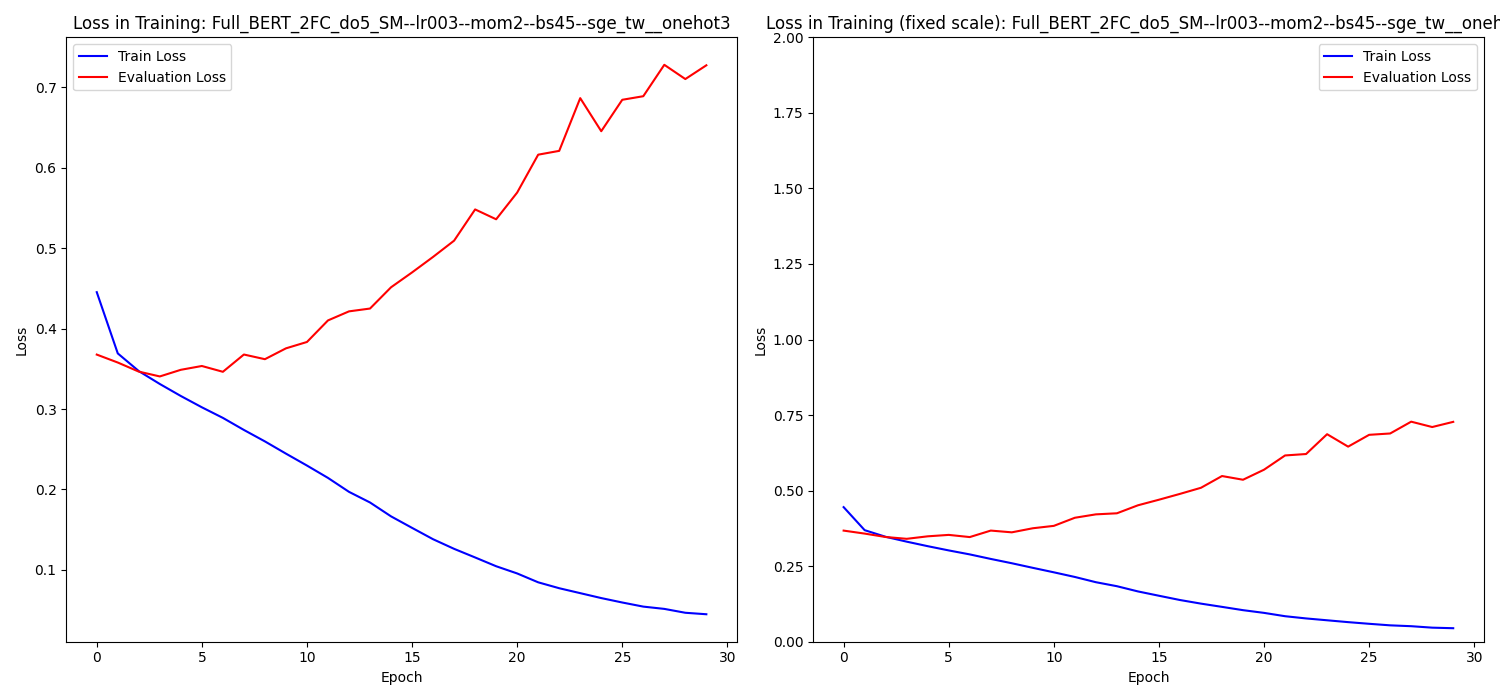 Loss in Training: Full_BERT_2FC_do5_SM--lr003--mom2--bs45--sge_tw__onehot3
Train Loss
Evaluation Loss
0.7
0.6
0.5
0.4
0.3
0.2
0.1
Loss
0 5 10 15 20 25 30
Epoch
Loss in Training (fixed scale): Full_BERT_2FC_do5_SM--lr003--mom2--bs45--sge_tw__oneh
Train Loss
Evaluation Loss
2.00
1.75
1.50
1.25
1.00
0.75
0.50
0.25
0.00
Loss
0 5 10 15 20 25 30
Epoch